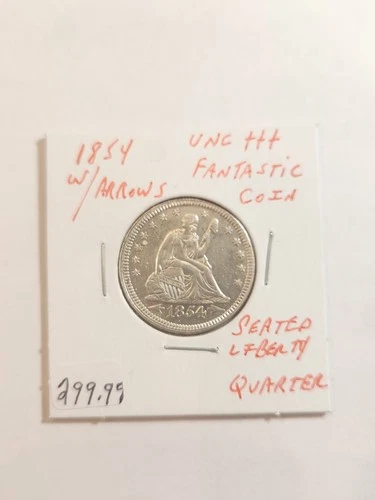 1854
W/ARROWS
UNC +++
FANTASTIC
COIN
1854
SEATED
LIBERTY
QUARTER
299.99